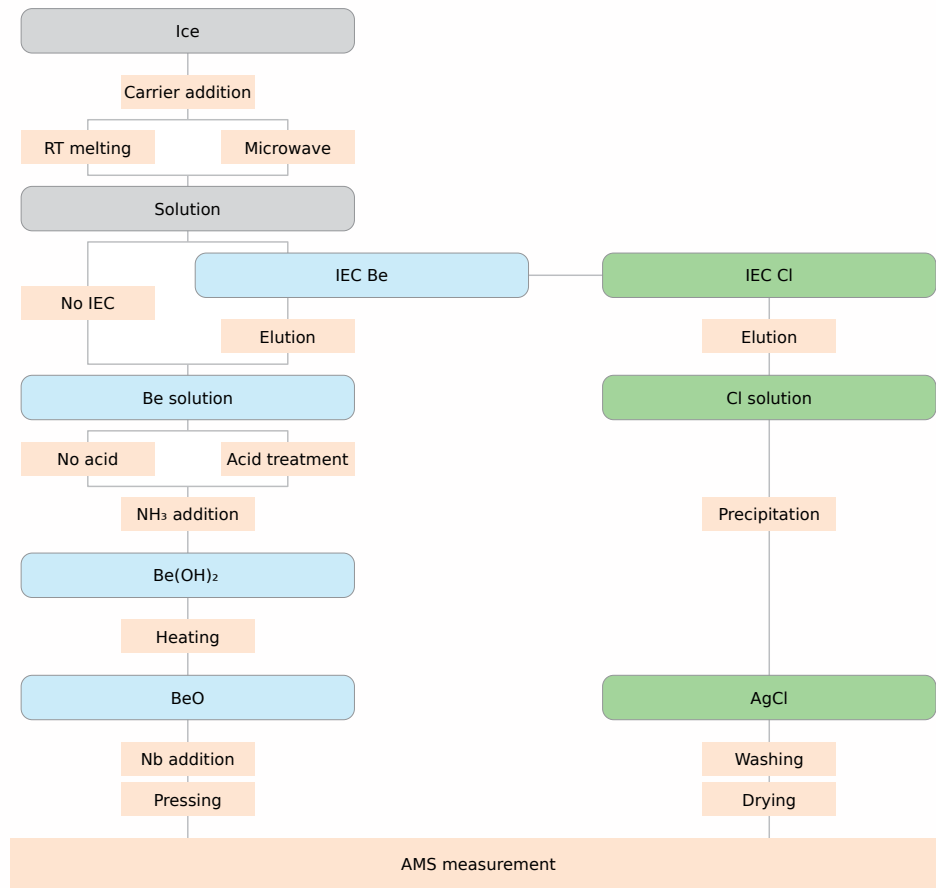 Ice
Carrier addition
RT melting
Microwave
Solution
IEC Be
IEC Cl
No IEC
Elution
Elution
Be solution
Cl solution
No acid
Acid treatment
NH₃ addition
Precipitation
Be(OH)₂
Heating
BeO
AgCl
Nb addition
Washing
Pressing
Drying
AMS measurement